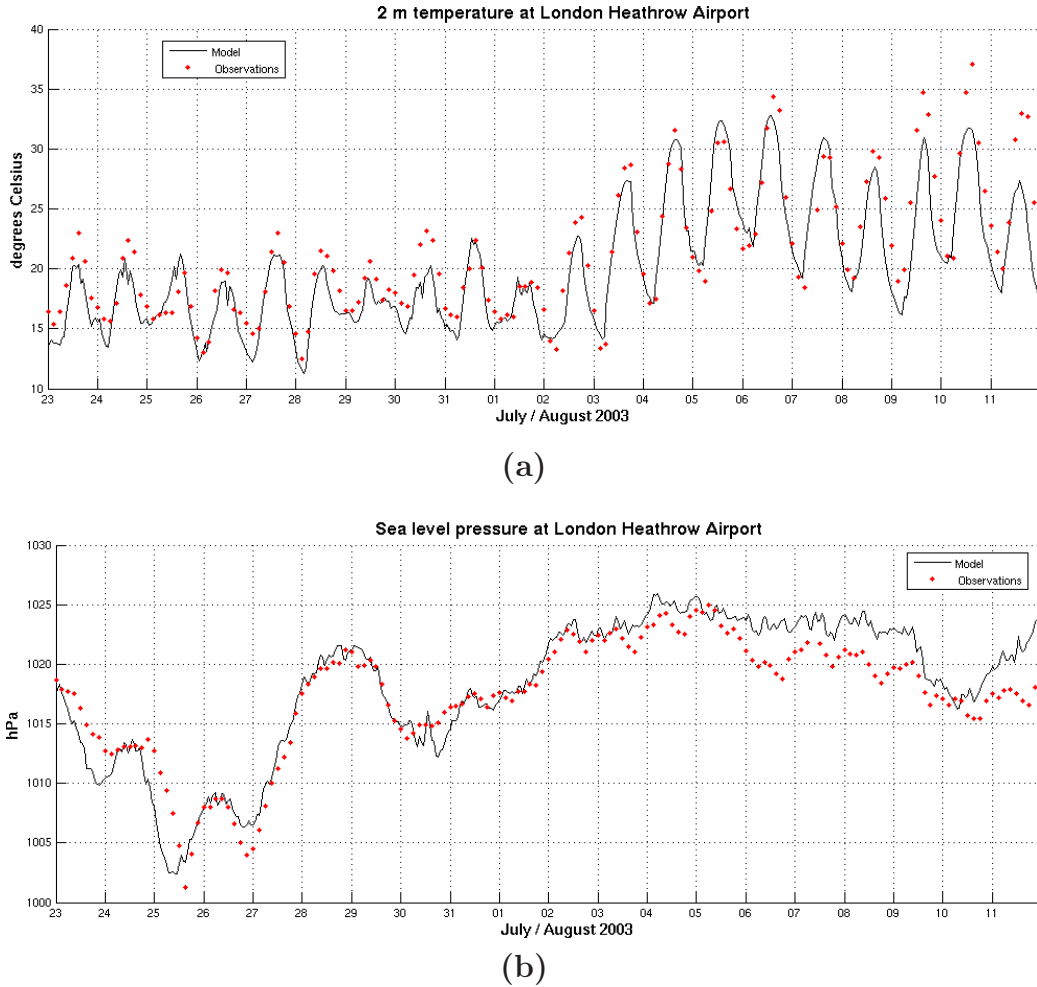 2 m temperature at London Heathrow Airport
40
35
30
25
20
15
10
degrees Celsius
Model
Observations
23 24 25 26 27 28 29 30 31 01 02 03 04 05 06 07 08 09 10 11
July / August 2003
(a)
Sea level pressure at London Heathrow Airport
1030
1025
1020
1015
1010
1005
1000
hPa
Model
Observations
23 24 25 26 27 28 29 30 31 01 02 03 04 05 06 07 08 09 10 11
July / August 2003
(b)